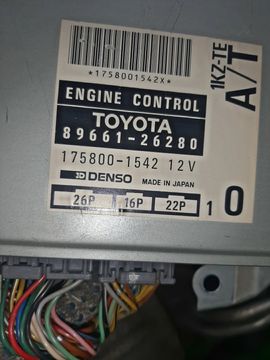 *1758001542X*
ENGINE CONTROL
TOYOTA
89661-26280
175800-1542 12V
DENSO MADE IN JAPAN
26P 16P 22P
1 0
1KZ-TE
A/T